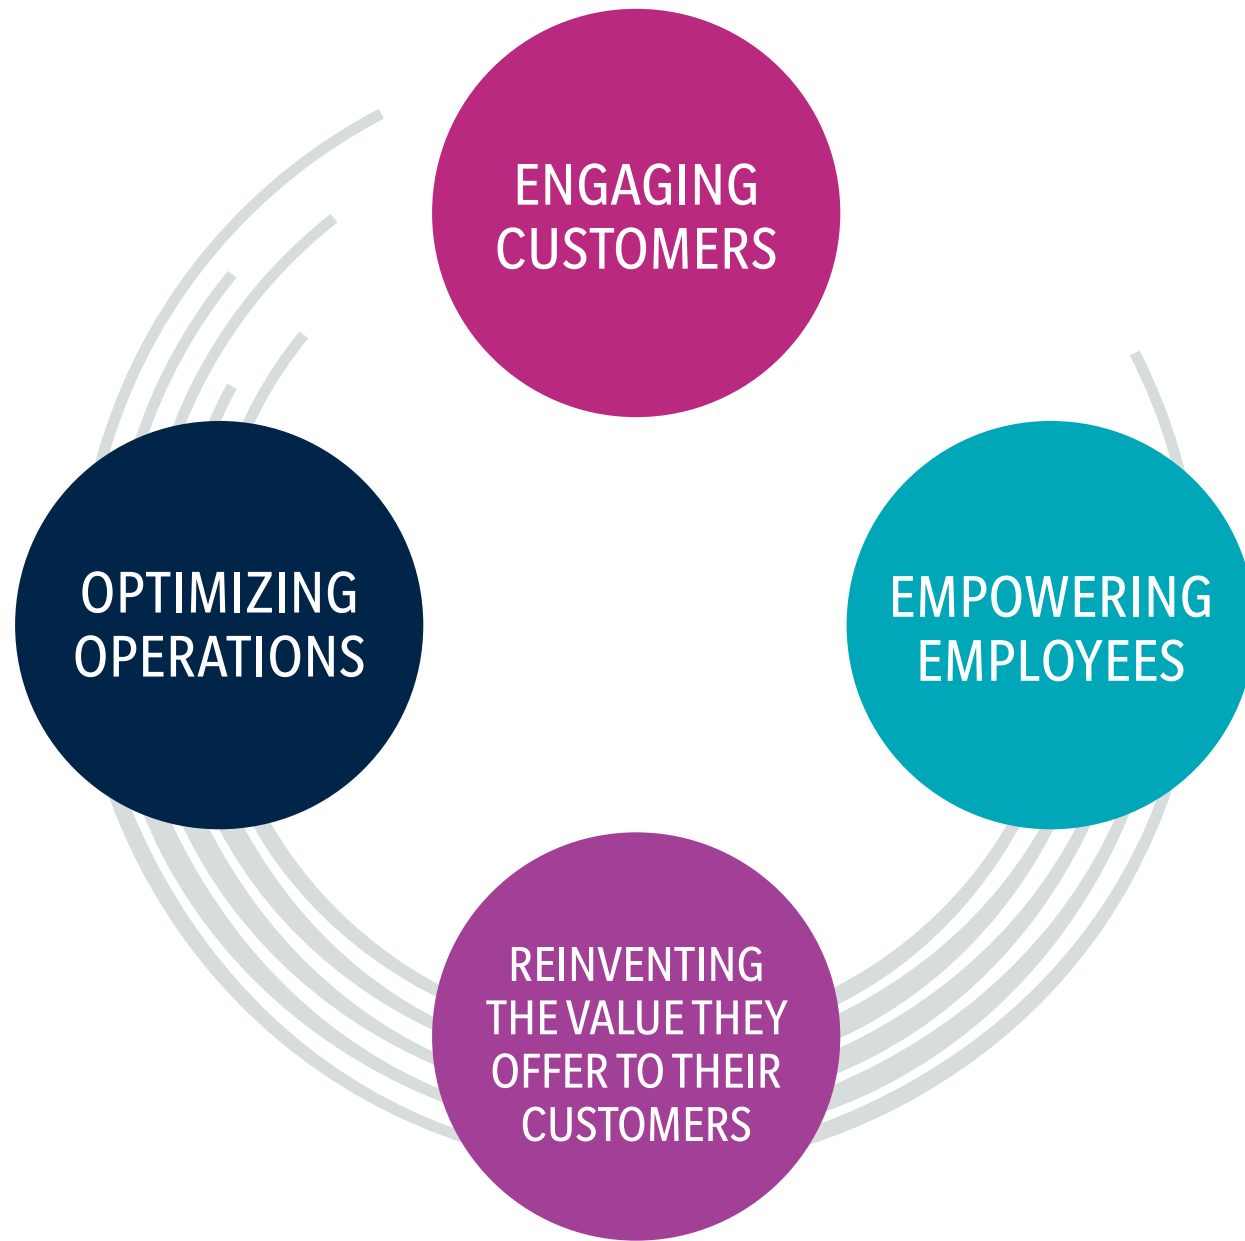 ENGAGING
CUSTOMERS
OPTIMIZING
OPERATIONS
EMPOWERING
EMPLOYEES
REINVENTING
THE VALUE THEY
OFFER TO THEIR
CUSTOMERS